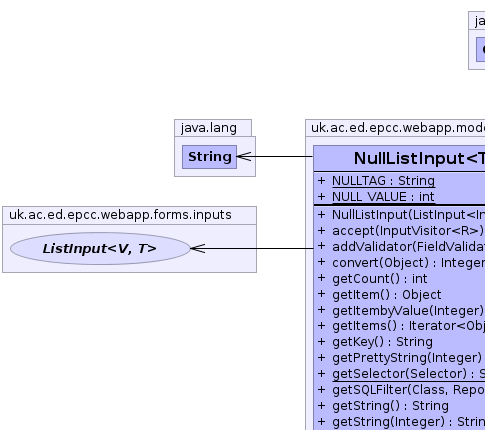 ja
java.lang
String
uk.ac.ed.epcc.webapp.forms.inputs
ListInput<V, T>
uk.ac.ed.epcc.webapp.mode
NullListInput<T
+ NULLTAG : String
+ NULL_VALUE : int
+ NullListInput(ListInput<In
+ accept(InputVisitor<R>)
+ addValidator(FieldValidat
+ convert(Object) : Integer
+ getCount() : int
+ getItem() : Object
+ getItembyValue(Integer)
+ getItems() : Iterator<Obj
+ getKey() : String
+ getPrettyString(Integer)
+ getSelector(Selector) : S
+ getSQLFilter(Class, Repo
+ getString() : String
+ getString(Integer) : Strin